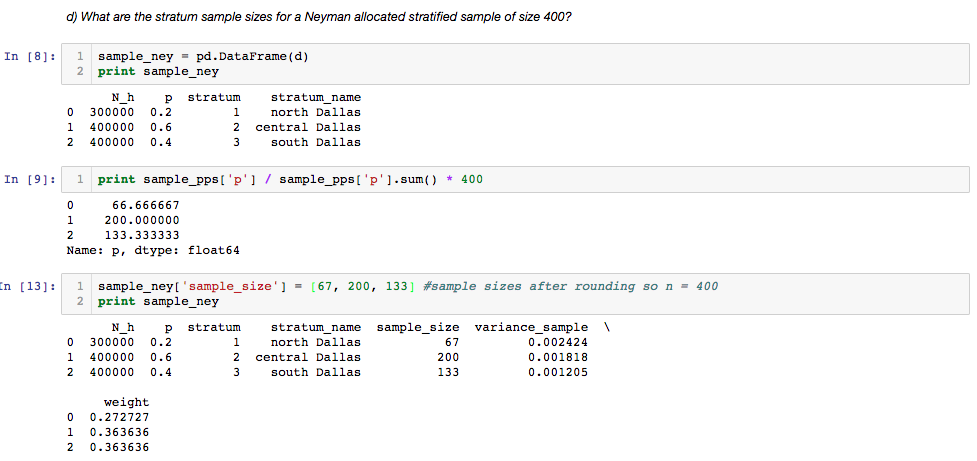 d) What are the stratum sample sizes for a Neyman allocated stratified sample of size 400?
In [8]: 1 sample_ney = pd.DataFrame(d)
2 print sample_ney
N_h p stratum stratum_name
0 300000 0.2 1 north Dallas
1 400000 0.6 2 central Dallas
2 400000 0.4 3 south Dallas
In [9]: 1 print sample_pps['p'] / sample_pps['p'].sum() * 400
0 66.666667
1 200.000000
2 133.333333
Name: p, dtype: float64
In [13]: 1 sample_ney['sample_size'] = [67, 200, 133] #sample sizes after rounding so n = 400
2 print sample_ney
N_h p stratum stratum_name sample_size variance_sample \
0 300000 0.2 1 north Dallas 67 0.002424
1 400000 0.6 2 central Dallas 200 0.001818
2 400000 0.4 3 south Dallas 133 0.001205
weight
0 0.272727
1 0.363636
2 0.363636